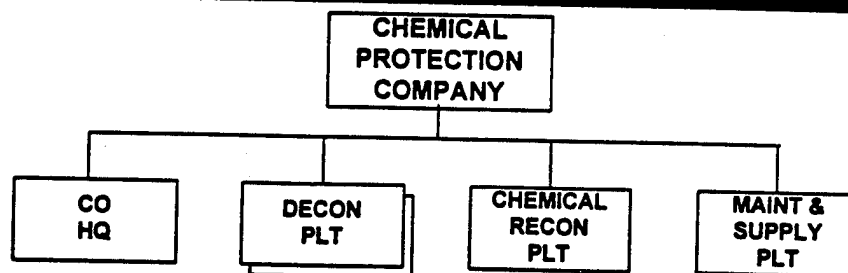 CHEMICAL
PROTECTION
COMPANY
CO
HQ
DECON
PLT
CHEMICAL
RECON
PLT
MAINT &
SUPPLY
PLT